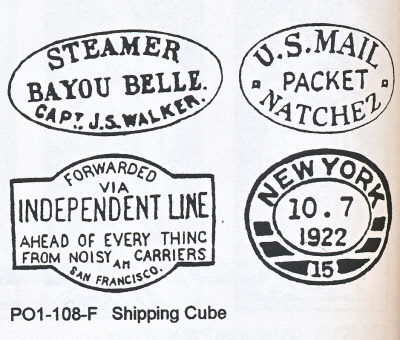 STEAMER
BAYOU BELLE.
CAPT. J.S. WALKER.
U.S. MAIL
PACKET
NATCHEZ
FORWARDED
VIA
INDEPENDENT LINE
AHEAD OF EVERY THING
FROM NOISY CARRIERS
AM
SAN FRANCISCO.
NEW YORK
10.7
1922
15
PO1-108-F Shipping Cube